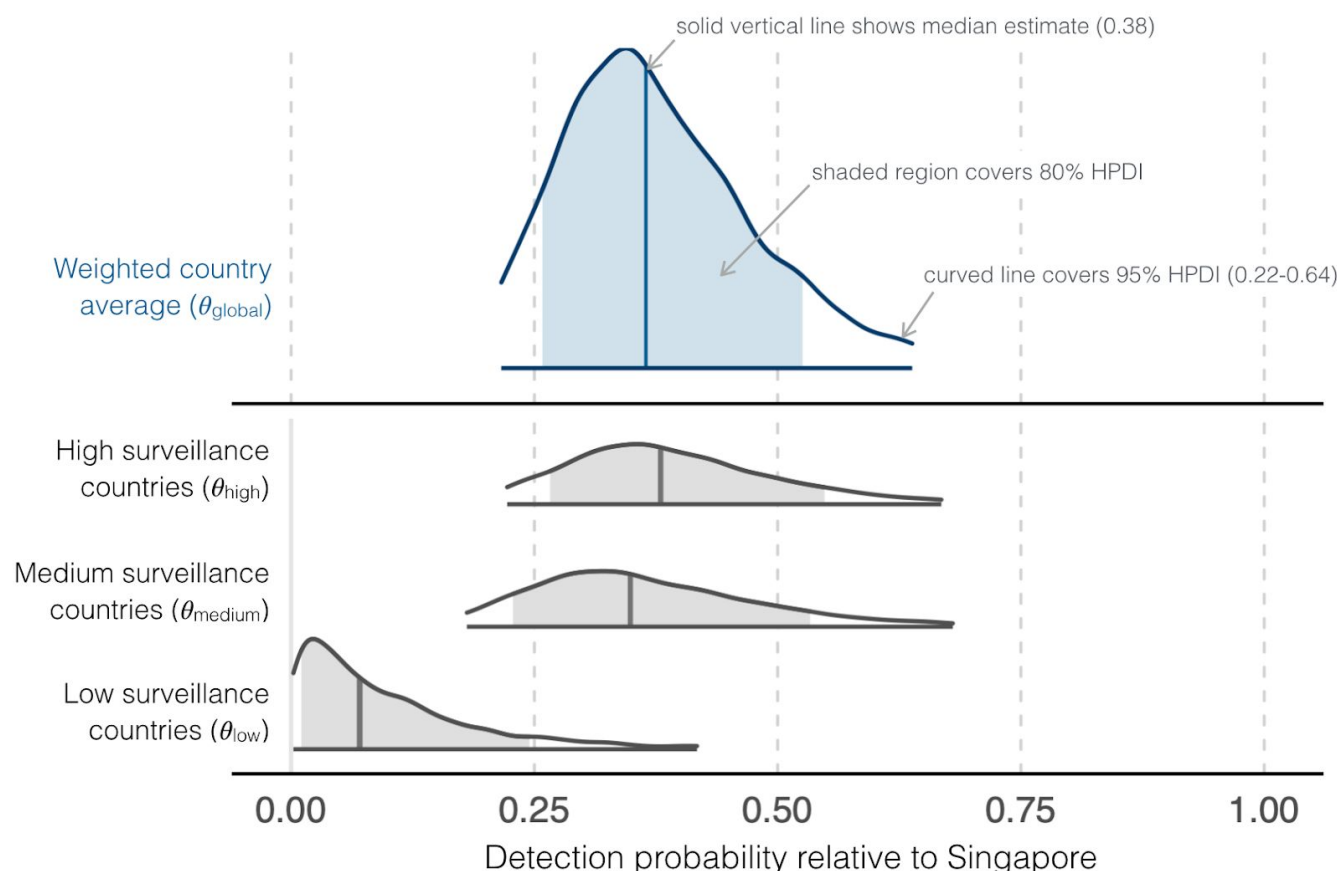 solid vertical line shows median estimate (0.38)
shaded region covers 80% HPDI
Weighted country
average (θglobal)
curved line covers 95% HPDI (0.22-0.64)
High surveillance
countries (θhigh)
Medium surveillance
countries (θmedium)
Low surveillance
countries (θlow)
0.00 0.25 0.50 0.75 1.00
Detection probability relative to Singapore